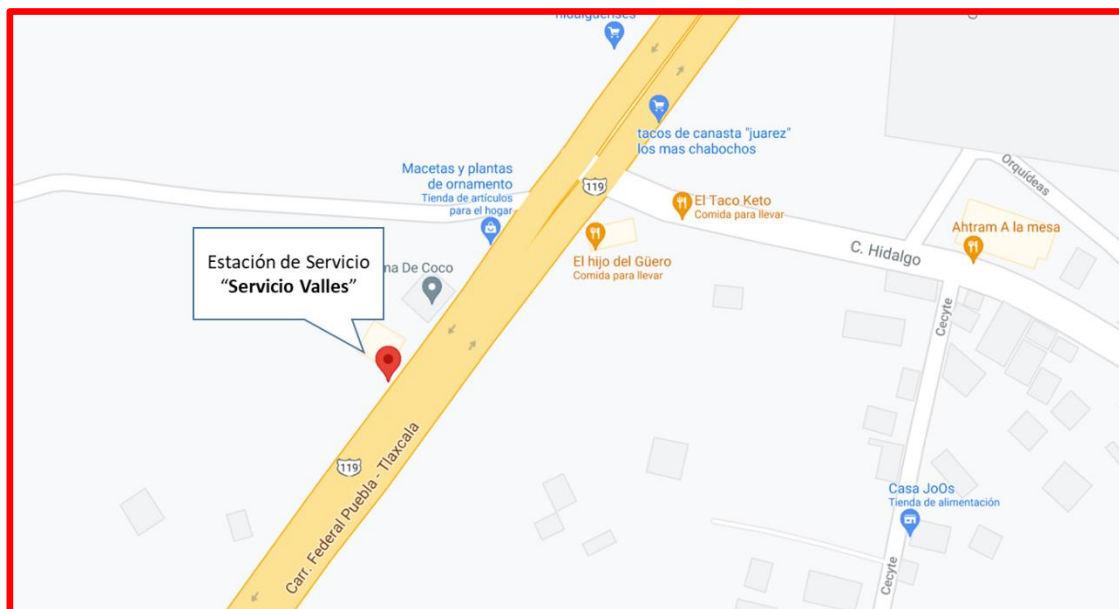 tacos de canasta "juarez"
los mas chabochos
Macetas y plantas
de ornamento
Tienda de artículos
para el hogar
119
El Taco Keto
Comida para llevar
Orquídeas
Ahtram A la mesa
C. Hidalgo
El hijo del Güero
Comida para llevar
Estación de Servicio
“Servicio Valles”
De Coco
Cecyte
119
Carr. Federal Puebla - Tlaxcala
Casa JoOs
Tienda de alimentación
Cecyte